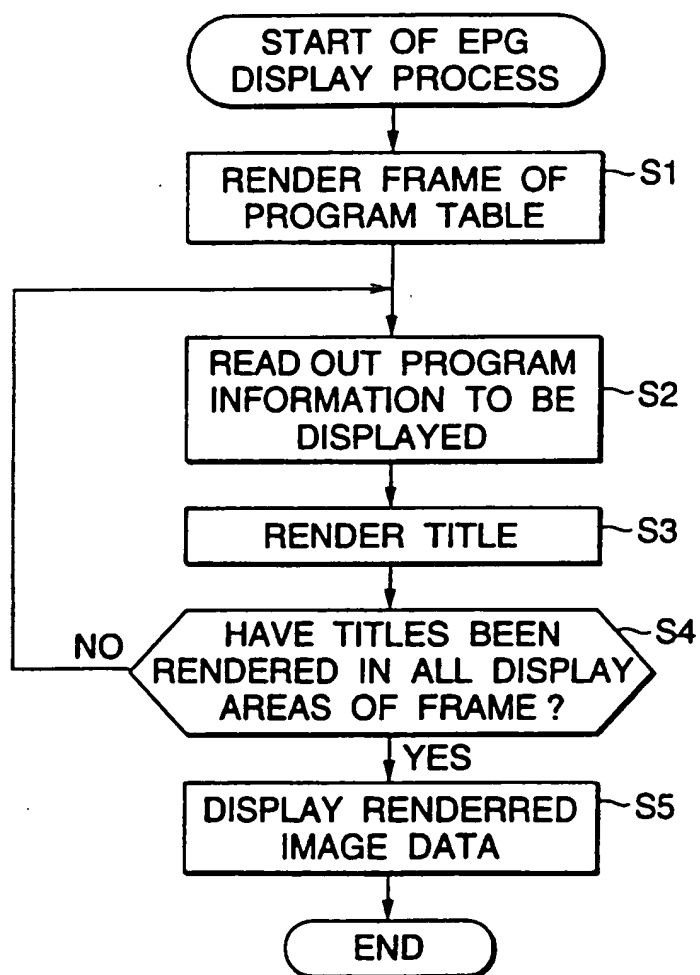 START OF EPG
DISPLAY PROCESS
RENDER FRAME OF
PROGRAM TABLE
S1
READ OUT PROGRAM
INFORMATION TO BE
DISPLAYED
S2
RENDER TITLE
S3
NO
HAVE TITLES BEEN
RENDERED IN ALL DISPLAY
AREAS OF FRAME?
S4
YES
DISPLAY RENDERRED
IMAGE DATA
S5
END